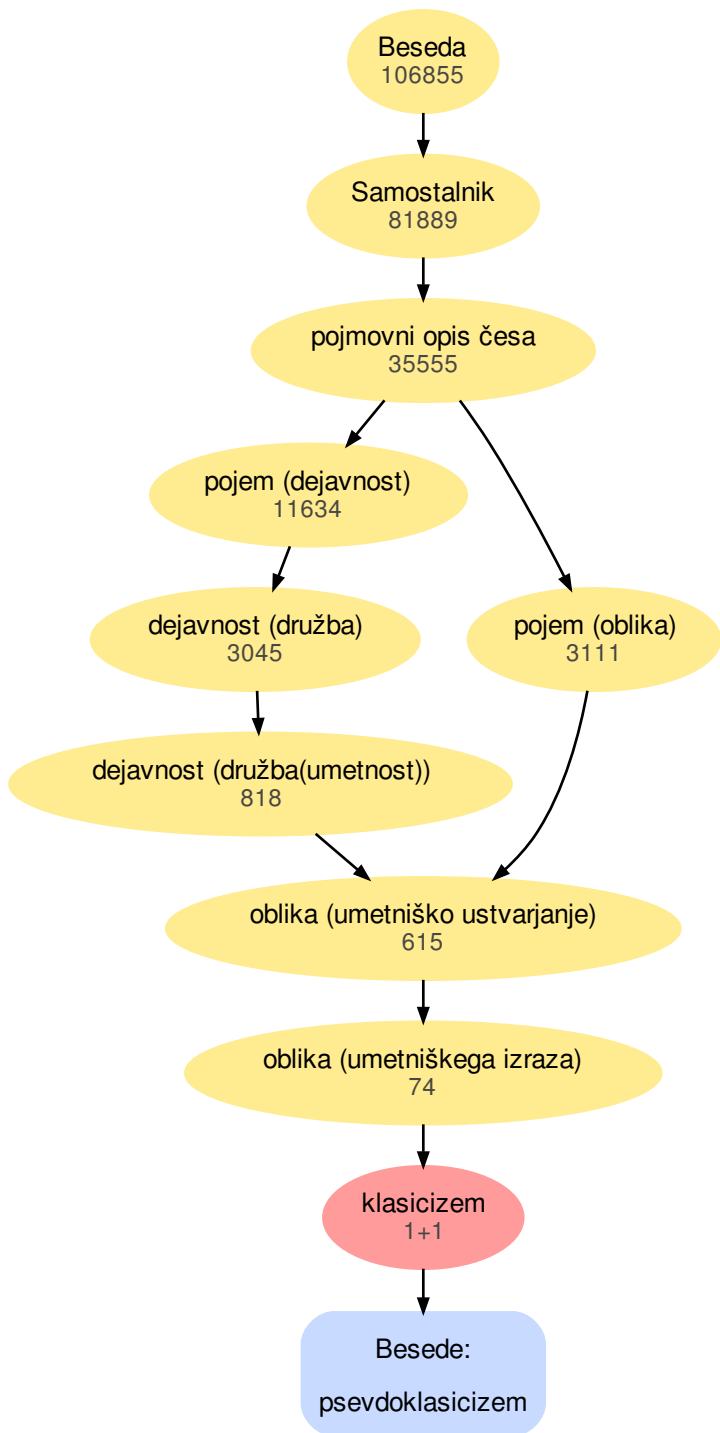 Beseda
106855
Samostalnik
81889
pojmovni opis česa
35555
pojem (dejavnost)
11634
dejavnost (družba)
3045
pojem (oblika)
3111
dejavnost (družba(umetnost))
818
oblika (umetniško ustvarjanje)
615
oblika (umetniškega izraza)
74
klasicizem
1+1
Besede:
psevdoklasicizem